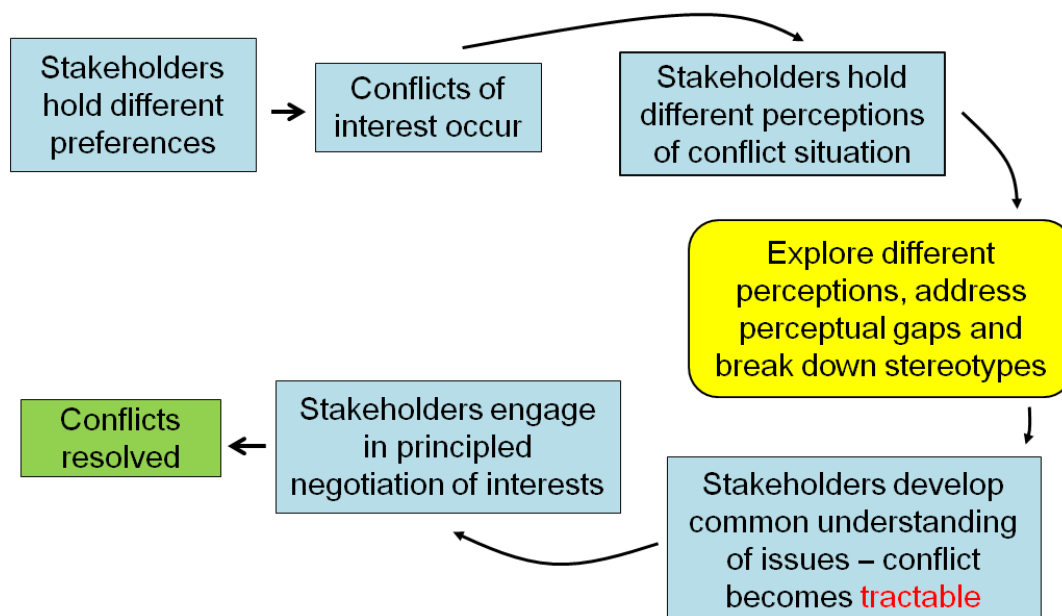 Stakeholders
hold different
preferences
Conflicts of
interest occur
Stakeholders hold
different perceptions
of conflict situation
Explore different
perceptions, address
perceptual gaps and
break down stereotypes
Stakeholders develop
common understanding
of issues – conflict
becomes tractable
Stakeholders engage
in principled
negotiation of interests
Conflicts
resolved